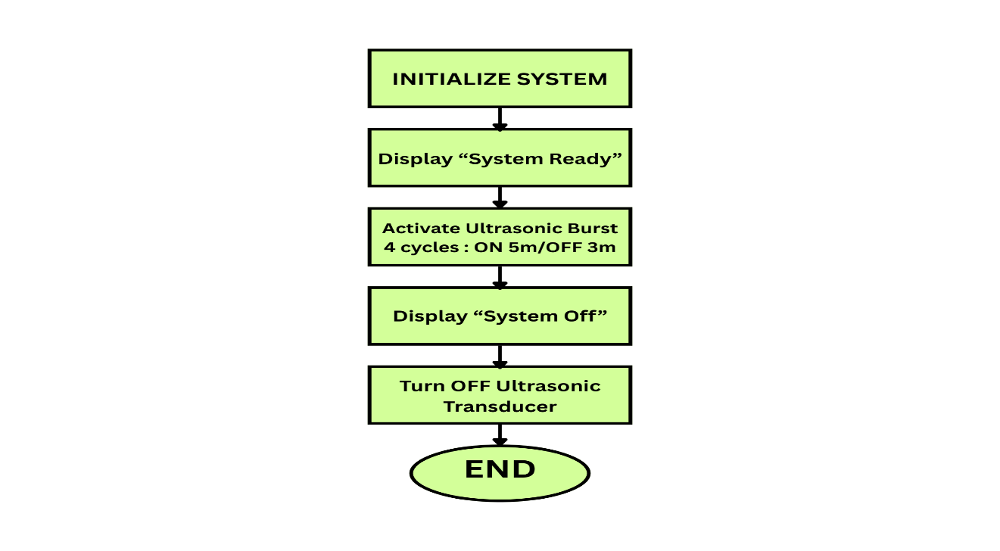 INITIALIZE SYSTEM
Display “System Ready”
Activate Ultrasonic Burst
4 cycles : ON 5m/OFF 3m
Display “System Off”
Turn OFF Ultrasonic
Transducer
END